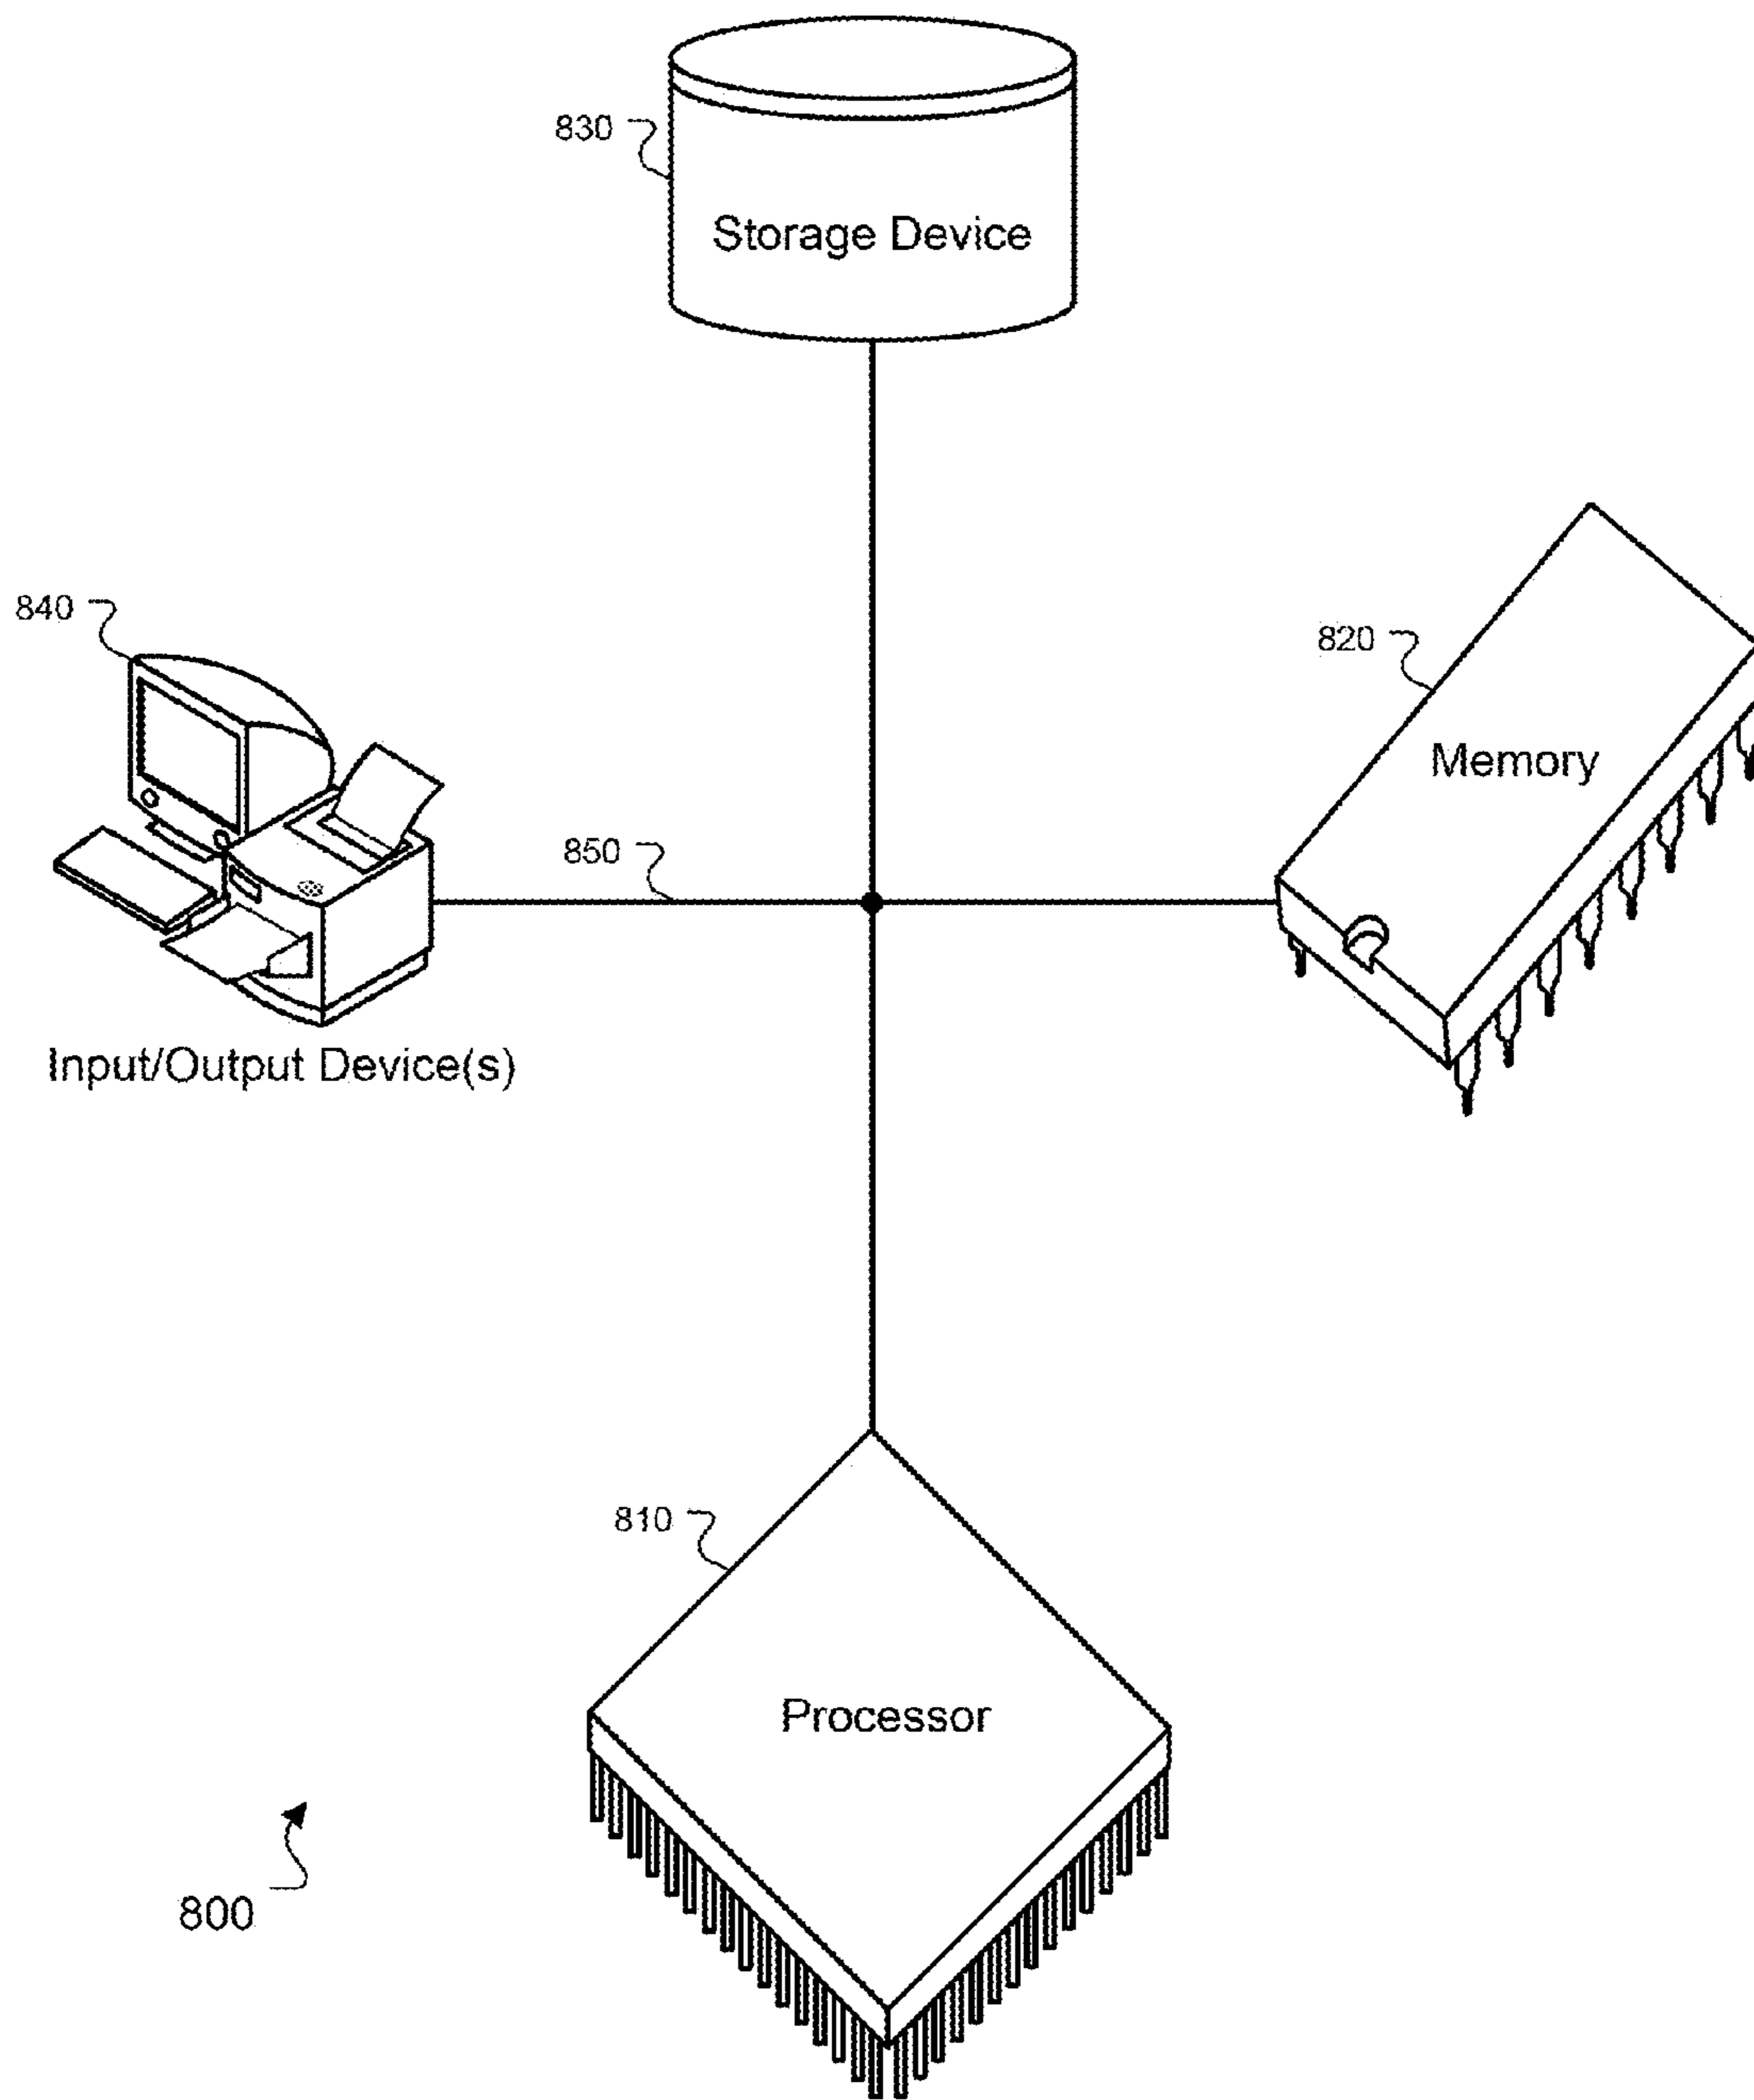 830
Storage Device
840
820
Memory
850
Input/Output Device(s)
810
Processor
800